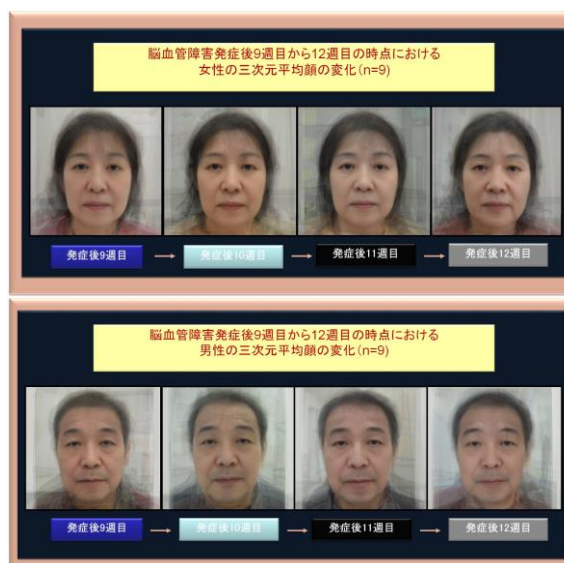 脳血管障害発症後9週目から12週目の時点における
女性の三次元平均顔の変化(n=9)
発症後9週目
発症後10週目
発症後11週目
発症後12週目
脳血管障害発症後9週目から12週目の時点における
男性の三次元平均顔の変化(n=9)
発症後9週目
発症後10週目
発症後11週目
発症後12週目